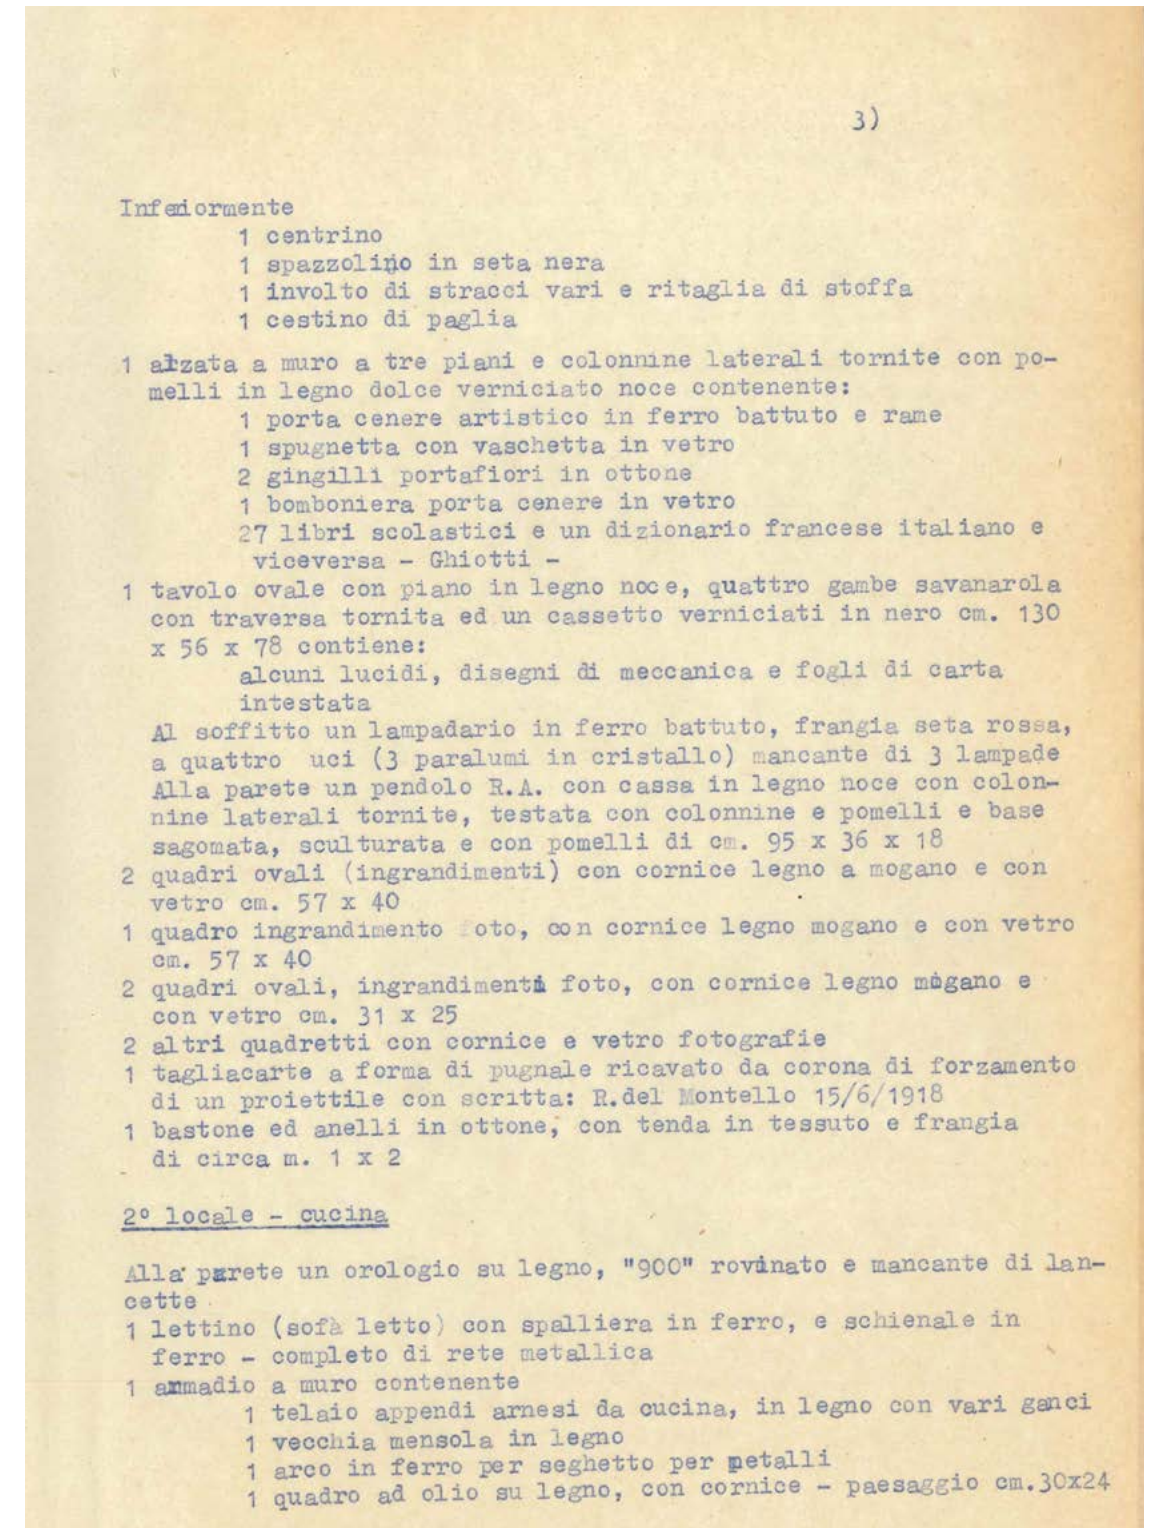 3)
Inferiormente
1 centrino
1 spazzolino in seta nera
1 involto di stracci vari e ritaglia di stoffa
1 cestino di paglia
1 alzata a muro a tre piani e colonnine laterali tornite con po-
melli in legno dolce verniciato noce contenente:
1 porta cenere artistico in ferro battuto e rame
1 spugnetta con vaschetta in vetro
2 gingilli portafiori in ottone
1 bomboniera porta cenere in vetro
27 libri scolastici e un dizionario francese italiano e
viceversa - Ghiotti -
1 tavolo ovale con piano in legno noce, quattro gambe savanarola
con traversa tornita ed un cassetto verniciati in nero cm. 130
x 56 x 78 contiene:
alcuni lucidi, disegni di meccanica e fogli di carta
intestata
Al soffitto un lampadario in ferro battuto, frangia seta rossa,
a quattro uci (3 paralumi in cristallo) mancante di 3 lampade
Alla parete un pendolo R.A. con cassa in legno noce con colon-
nine laterali tornite, testata con colonnine e pomelli e base
sagomata, sculturata e con pomelli di cm. 95 x 36 x 18
2 quadri ovali (ingrandimenti) con cornice legno a mogano e con
vetro cm. 57 x 40
1 quadro ingrandimento foto, con cornice legno mogano e con vetro
cm. 57 x 40
2 quadri ovali, ingrandimenti foto, con cornice legno mogano e
con vetro cm. 31 x 25
2 altri quadretti con cornice e vetro fotografie
1 tagliacarte a forma di pugnale ricavato da corona di forzamento
di un proiettile con scritta: R.del Montello 15/6/1918
1 bastone ed anelli in ottone, con tenda in tessuto e frangia
di circa m. 1 x 2
2° locale - cucina
Alla parete un orologio su legno, "900" rovinato e mancante di lan-
cette
1 lettino (sofà letto) con spalliera in ferro, e schienale in
ferro - completo di rete metallica
1 armadio a muro contenente
1 telaio appendi arnesi da cucina, in legno con vari ganci
1 vecchia mensola in legno
1 arco in ferro per seghetto per metalli
1 quadro ad olio su legno, con cornice - paesaggio cm.30x24